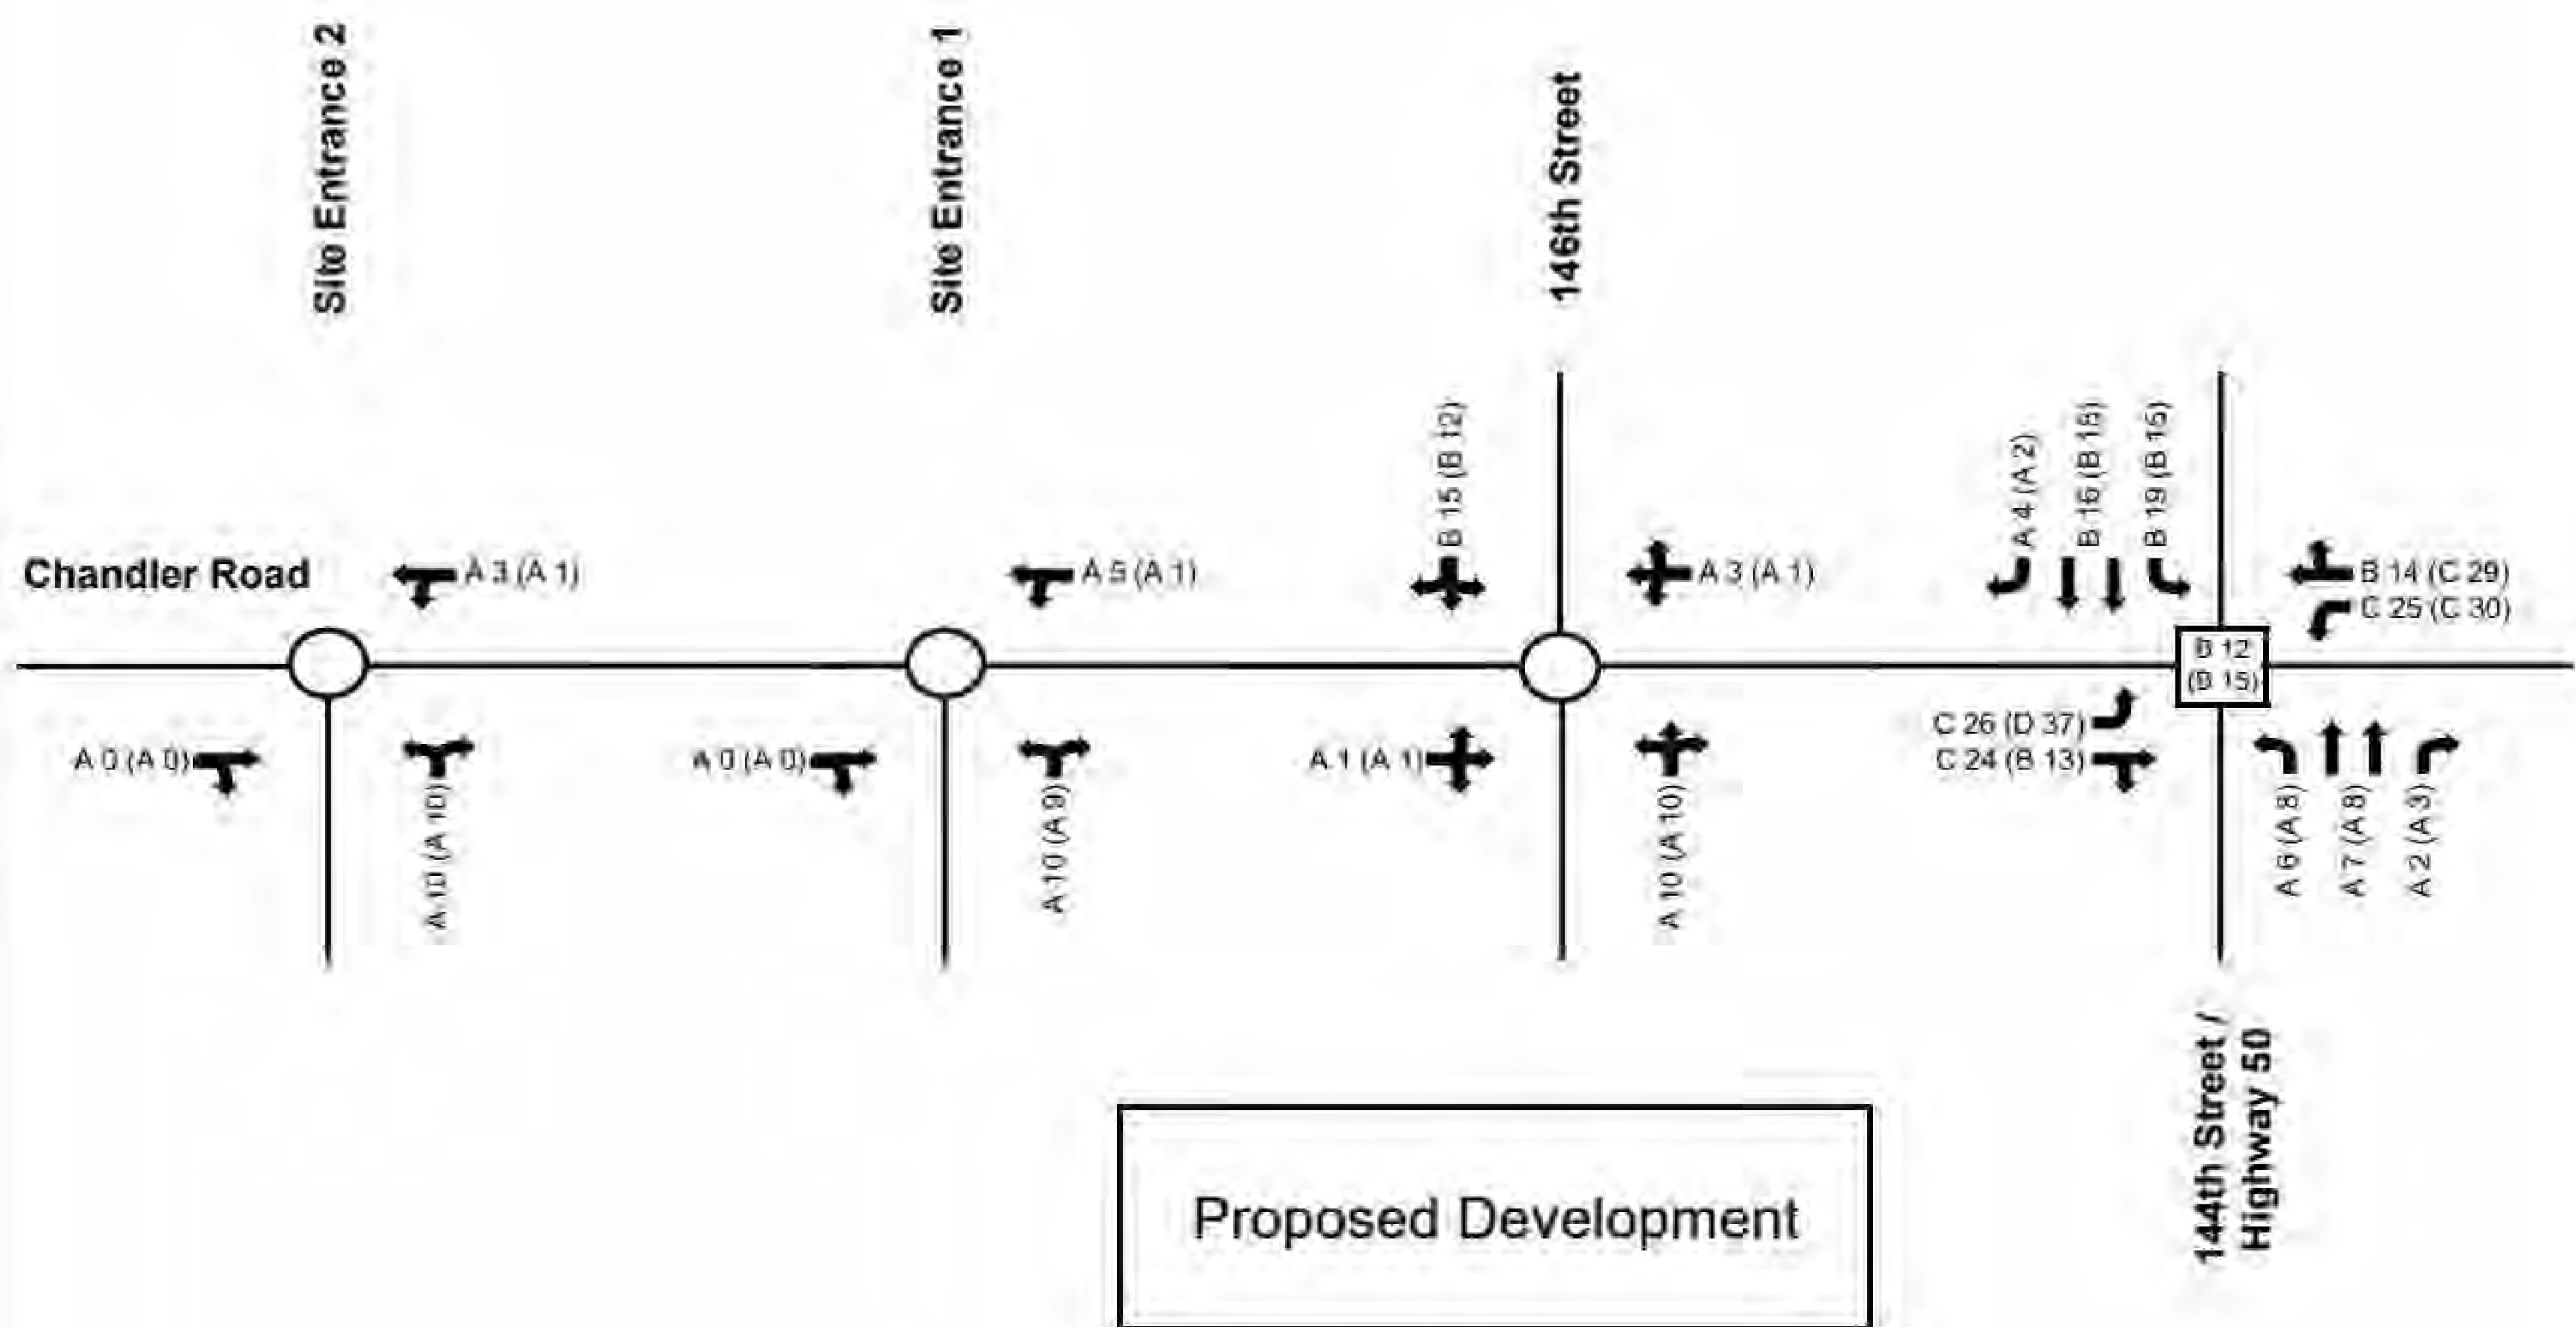 Site Entrance 2
Site Entrance 1
146th Street
B 15 (B 12)
A 4 (A 2)
B 16 (B 18)
B 19 (B 15)
Chandler Road
A 3 (A 1)
A 5 (A 1)
A 3 (A 1)
B 14 (C 29)
C 25 (C 30)
B 12
(B 15)
A 0 (A 0)
A 10 (A 10)
A 0 (A 0)
A 10 (A 9)
A 1 (A 1)
A 10 (A 10)
C 26 (D 37)
C 24 (B 13)
A 6 (A 8)
A 7 (A 8)
A 2 (A 3)
144th Street /
Highway 50
Proposed Development